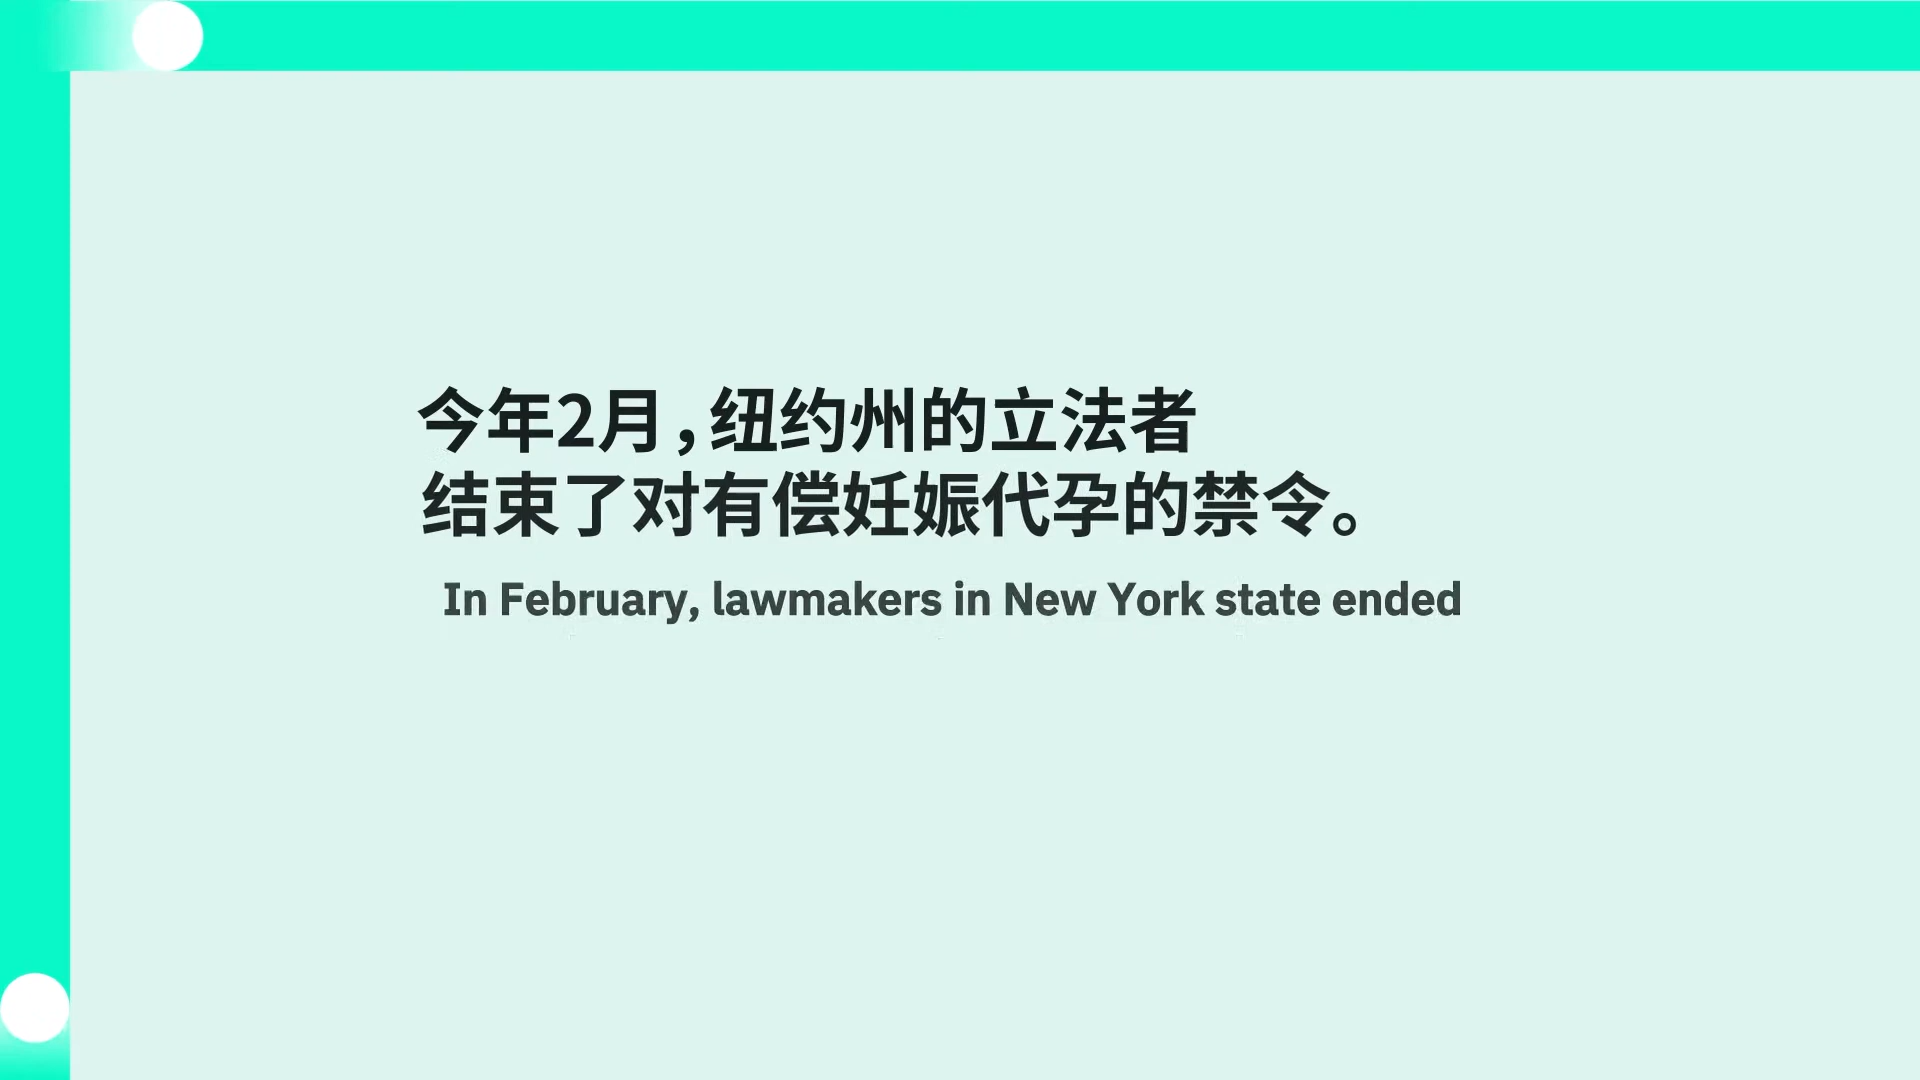 今年2月，纽约州的立法者
结束了对有偿妊娠代孕的禁令。
In February, lawmakers in New York state ended